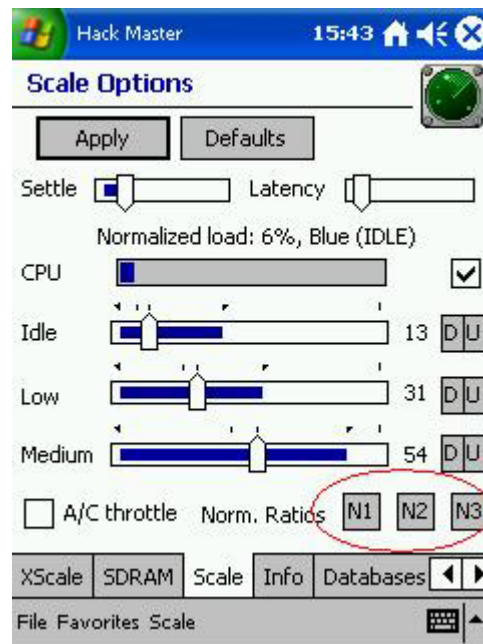 Hack Master 15:43
Scale Options
Apply Defaults
Settle Latency
Normalized load: 6%, Blue (IDLE)
CPU
Idle 13 D U
Low 31 D U
Medium 54 D U
A/C throttle Norm. Ratios N1 N2 N3
XScale SDRAM Scale Info Databases
File Favorites Scale